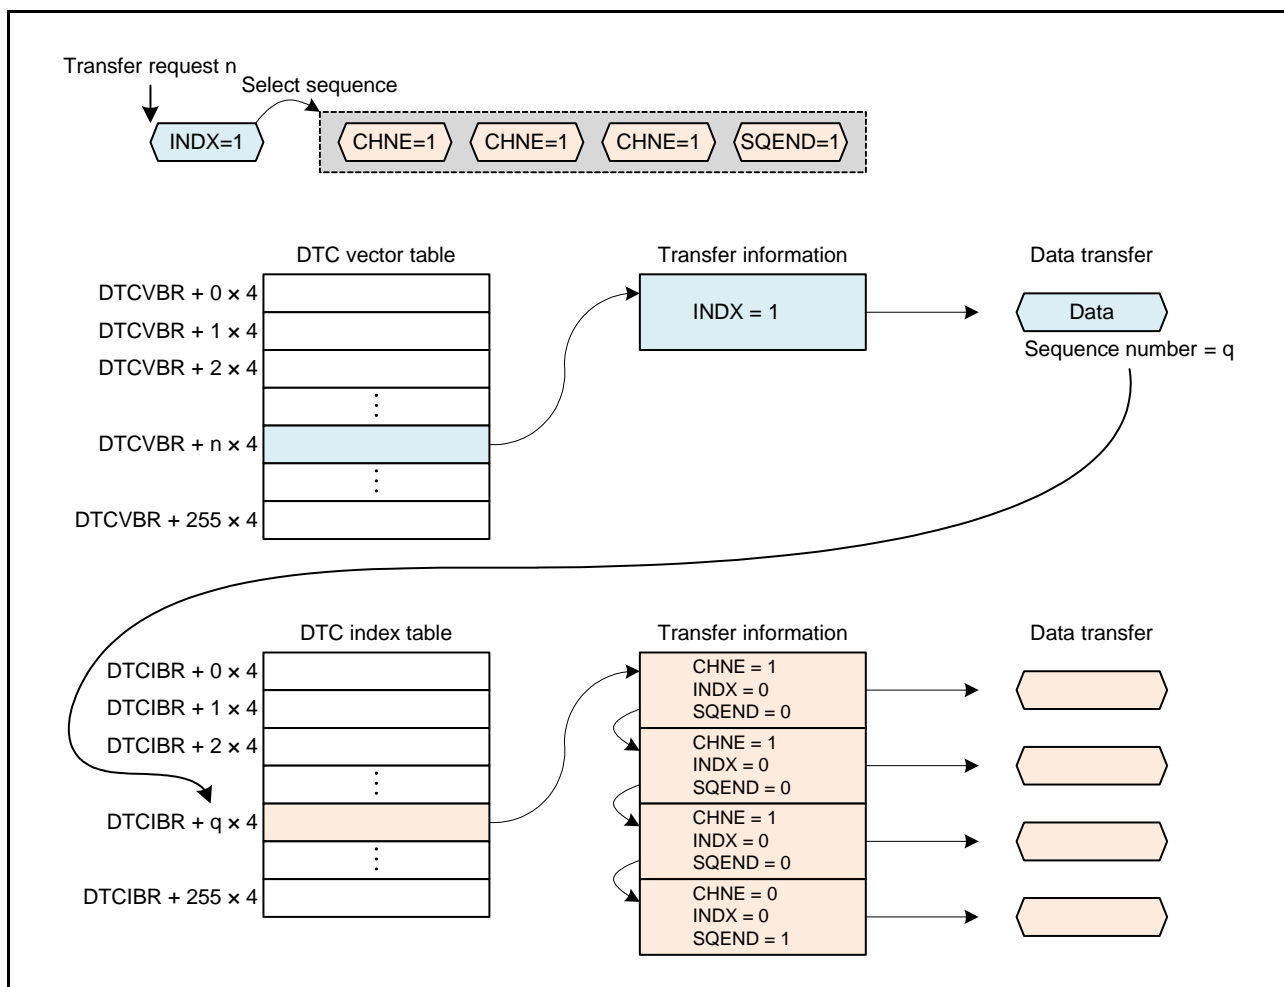 Transfer request n
Select sequence
INDX=1
CHNE=1
CHNE=1
CHNE=1
SQEND=1
DTC vector table
Transfer information
Data transfer
DTCVBR + 0 × 4
DTCVBR + 1 × 4
DTCVBR + 2 × 4
DTCVBR + n × 4
DTCVBR + 255 × 4
INDX = 1
Data
Sequence number = q
DTC index table
Transfer information
Data transfer
DTCIBR + 0 × 4
DTCIBR + 1 × 4
DTCIBR + 2 × 4
DTCIBR + q × 4
DTCIBR + 255 × 4
CHNE = 1
INDX = 0
SQEND = 0
CHNE = 1
INDX = 0
SQEND = 0
CHNE = 1
INDX = 0
SQEND = 0
CHNE = 0
INDX = 0
SQEND = 1